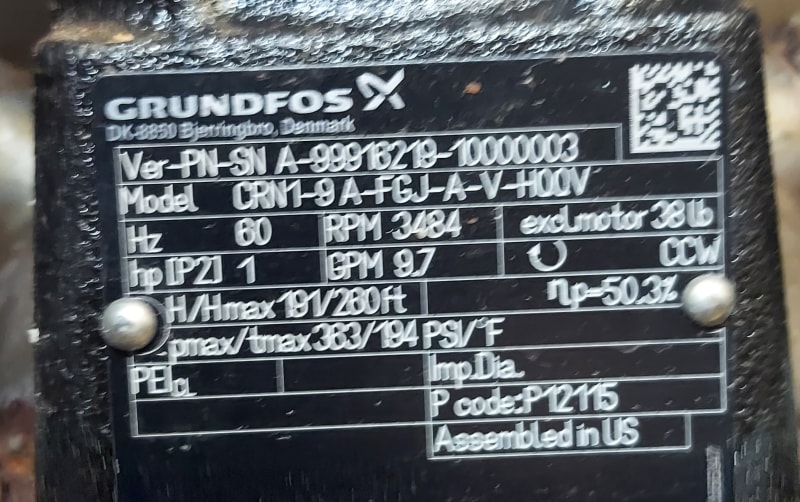 GRUNDFOS
DK-8850 Bjerringbro, Denmark
Ver-PN-SN A-99916219-10000003
Model CRN1-9 A-FGJ-A-V-HQQV
Hz 60 RPM 3484 excl.motor 38 lb
hp [P2] 1 GPM 9.7 CCW
H/Hmax 191/260 ft ηp=50.3%
pmax/tmax 363/194 PSI/°F
PEI CL Imp.Dia.
P code:P12115
Assembled in US